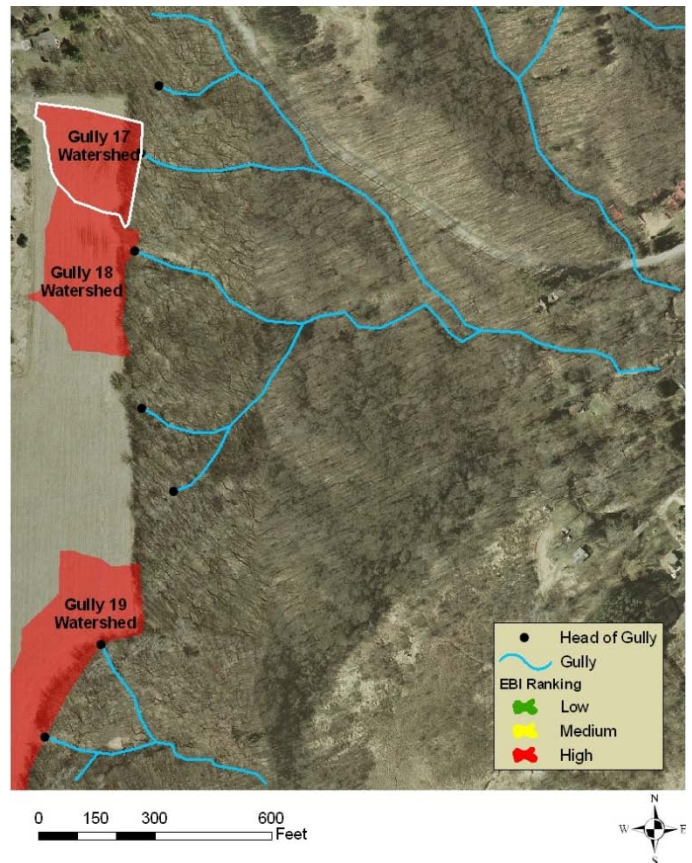 Gully 17
Watershed
Gully 18
Watershed
Gully 19
Watershed
Head of Gully
Gully
EBI Ranking
Low
Medium
High
0 150 300 600
Feet
N
W E
S